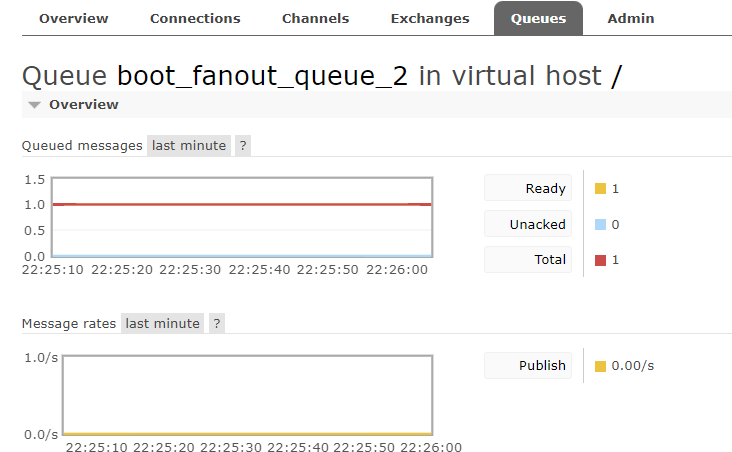 Overview Connections Channels Exchanges Queues Admin
Queue boot_fanout_queue_2 in virtual host /
Overview
Queued messages last minute ?
1.5
1.0
0.5
0.0
22:25:10 22:25:20 22:25:30 22:25:40 22:25:50 22:26:00
Ready 1
Unacked 0
Total 1
Message rates last minute ?
1.0/s
0.0/s
22:25:10 22:25:20 22:25:30 22:25:40 22:25:50 22:26:00
Publish 0.00/s